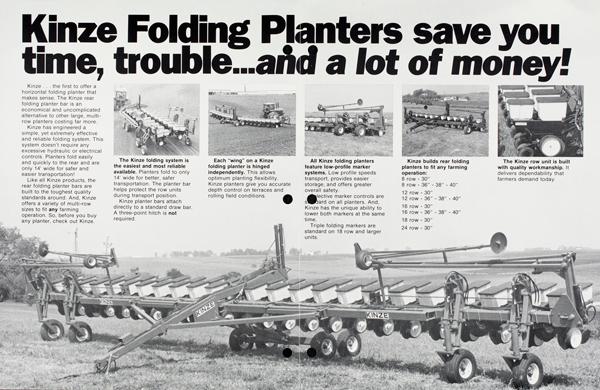 Kinze Folding Planters save you
time, trouble...and a lot of money!
Kinze . . . the first to offer a
horizontal folding planter that
makes sense. The Kinze rear
folding planter bar is an
economical and uncomplicated
alternative to other large, multi-
row planters costing far more.
Kinze has engineered a
simple, yet extremely effective
and reliable folding system. This
system doesn't require any
excessive hydraulic or electrical
controls. Planters fold easily
and quickly to the rear and are
only 14' wide for safer and
easier transportation!
Like all Kinze products, the
rear folding planter bars are
built to the toughest quality
standards around. And, Kinze
offers a variety of multi-row
sizes to fit any farming
operation. So, before you buy
any planter, check out Kinze.
The Kinze folding system is
the easiest and most reliable
available. Planters fold to only
14' wide for better, safer
transportation. The planter bar
helps protect the row units
during transport position.
Kinze planter bars attach
directly to a standard draw bar.
A three-point hitch is not
required.
Each "wing" on a Kinze
folding planter is hinged
independently. This allows
optimum planting flexibility.
Kinze planters give you accurate
depth control on terraces and
rolling field conditions.
All Kinze folding planters
feature low-profile marker
systems. Low profile speeds
transport, provides easier
storage, and offers greater
overall safety.
Protective marker controls are
standard on all planters. And,
Kinze has the unique ability to
lower both markers at the same
time.
Triple folding markers are
standard on 18 row and larger
units.
Kinze builds rear folding
planters to fit any farming
operation:
8 row - 30"
8 row - 36" - 38" - 40"
12 row - 30"
12 row - 36" - 38" - 40"
16 row - 30"
16 row - 36" - 38" - 40"
18 row - 30"
24 row - 30"
The Kinze row unit is built
with quality workmanship. It
delivers dependability that
farmers demand today.
KINZE
KINZE
KINZE